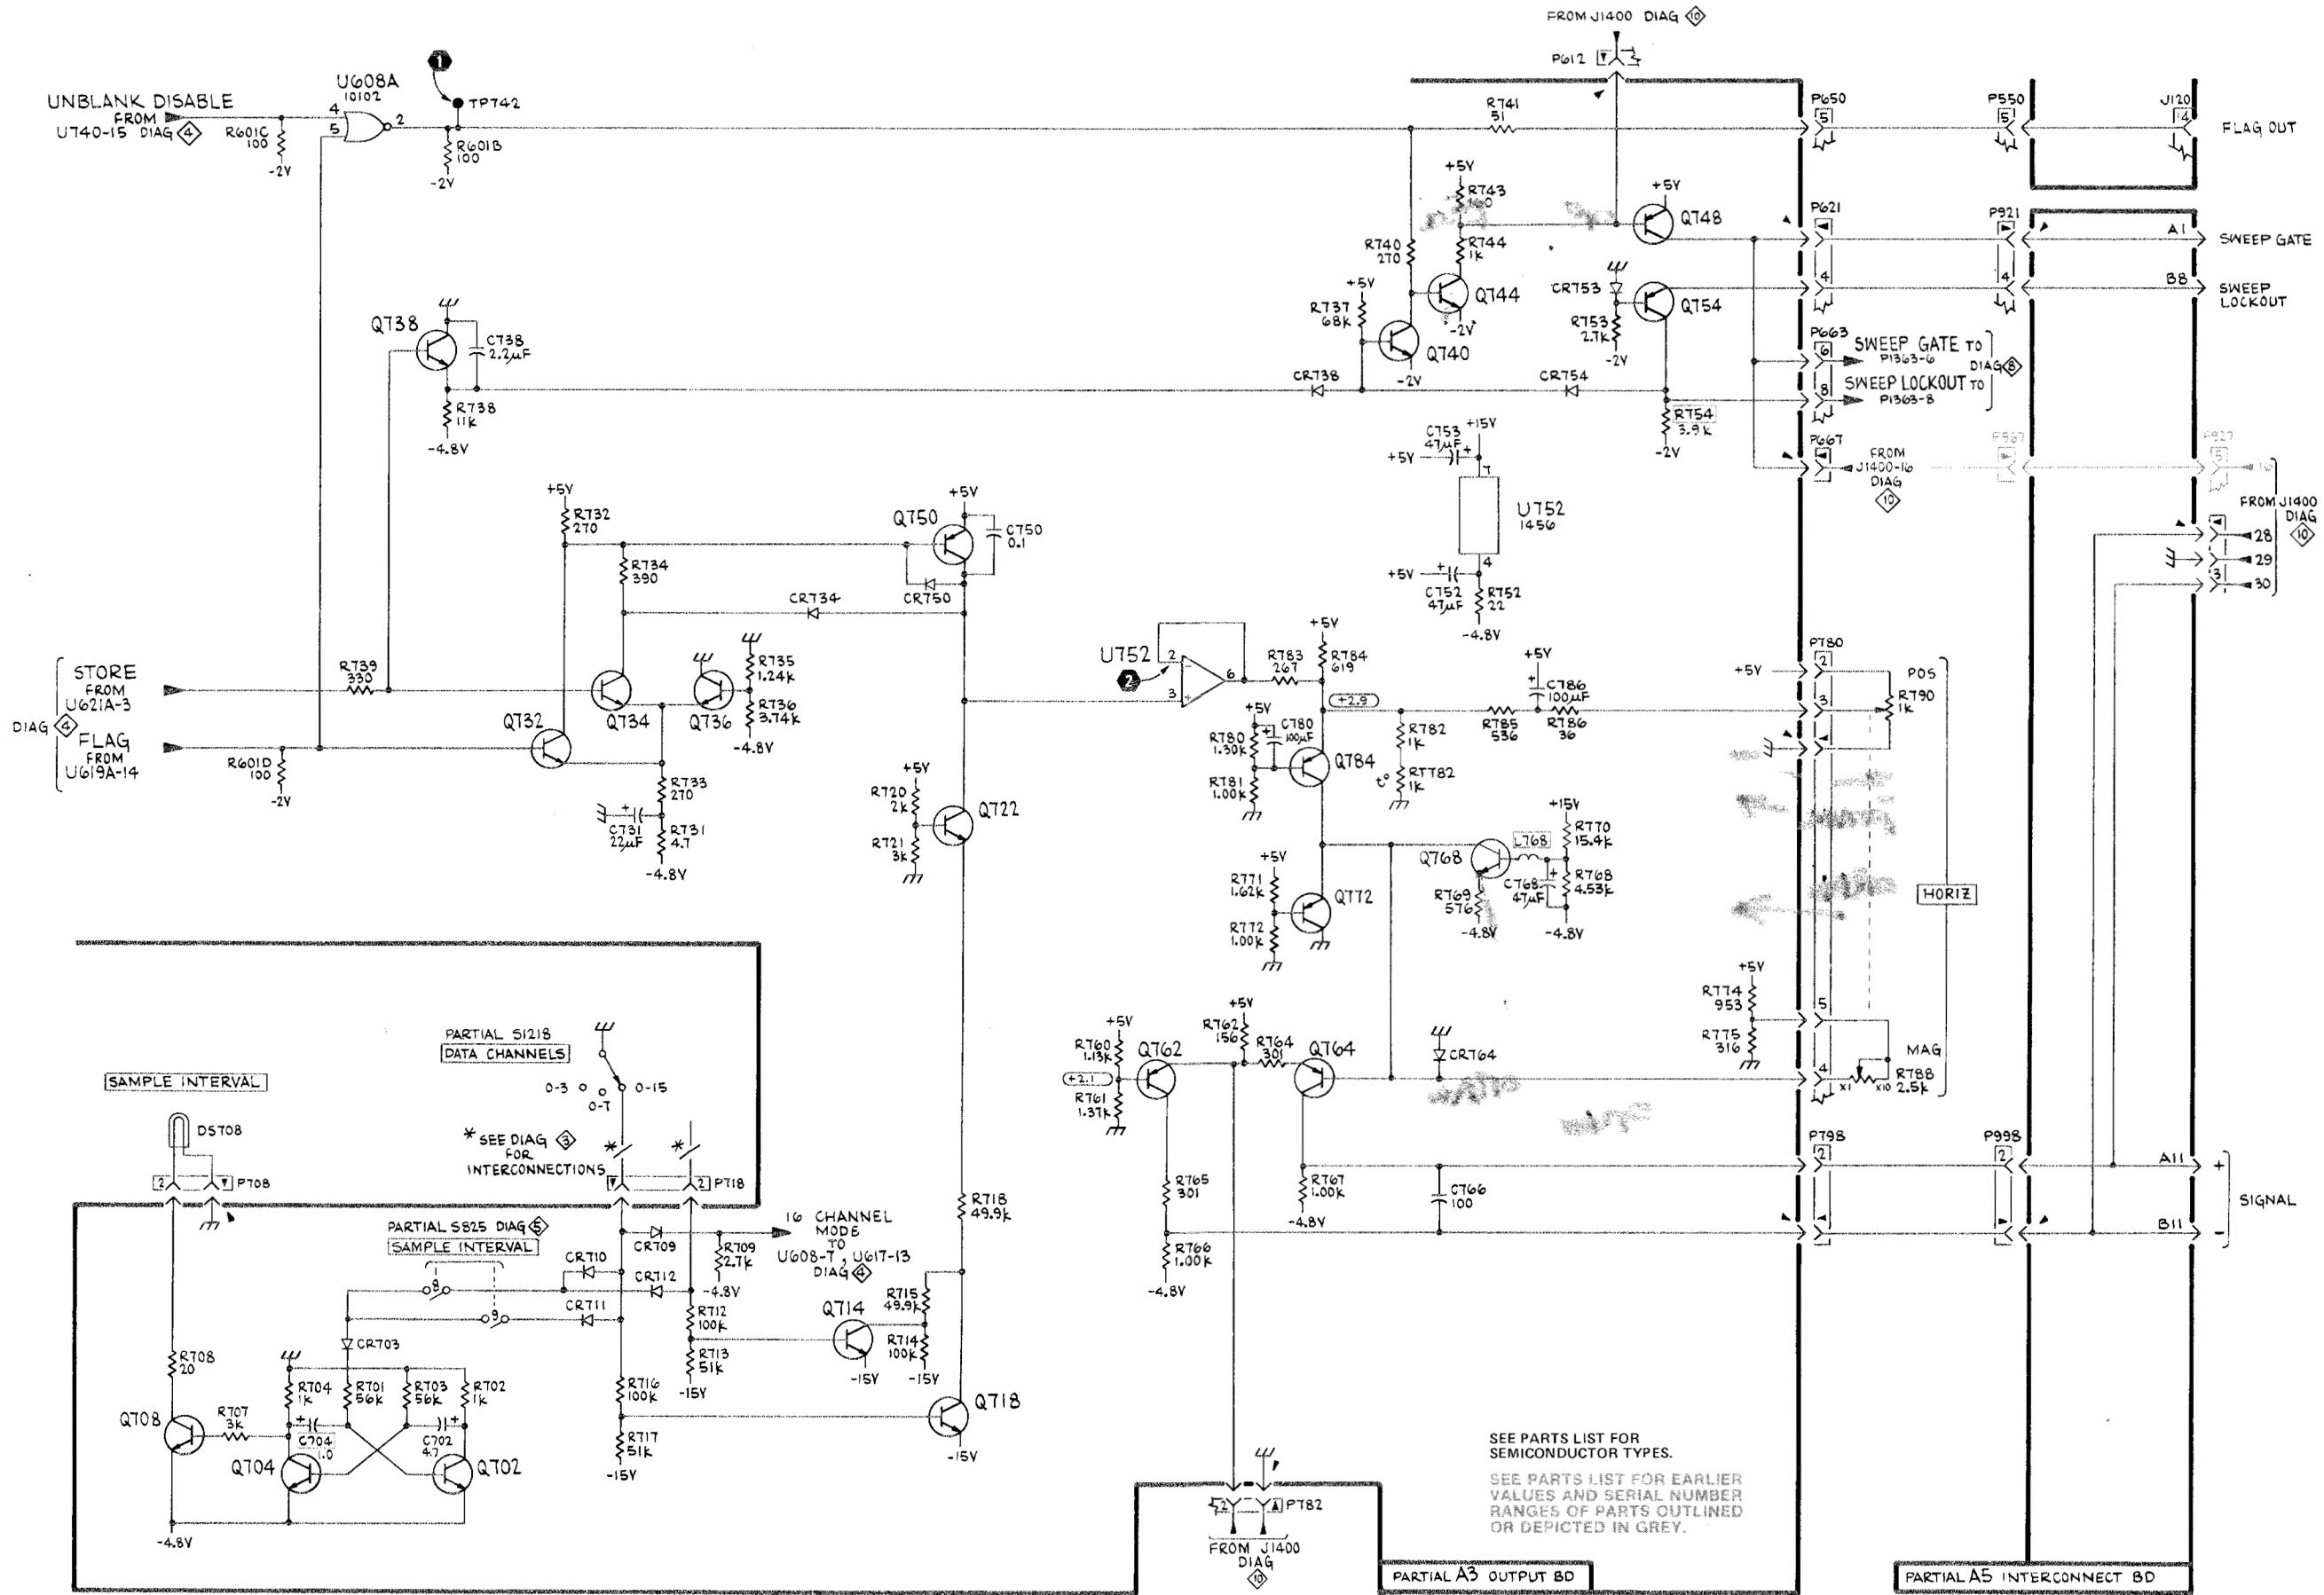 FROM J1400 DIAG 10
P612
1
U608A
10102
UNBLANK DISABLE
FROM
U740-15 DIAG 4
4
5
2
TP742
R601C
100
-2V
R601B
100
-2V
R741
51
P650
5
P550
5
J120
14
FLAG OUT
+5V
R743
+5V
Q748
P621
P921
A1
SWEEP GATE
R740
270
R744
1K
Q744
-2V
CR753
Q754
4
4
B8
SWEEP
LOCKOUT
+5V
R737
68K
Q740
-2V
R753
2.7K
-2V
P663
6
SWEEP GATE TO
P1363-6
DIAG 8
8
SWEEP LOCKOUT TO
P1363-8
Q738
C738
2.2µF
R738
11K
-4.8V
CR738
CR754
R754
3.9K
-2V
C753
47µF
+15V
+5V
7
U752
1456
4
+5V
C752
47µF
R752
22
-4.8V
P667
FROM
J1400-16
DIAG
10
P967
P927
5
16
FROM J1400
DIAG
10
28
29
3
30
+5V
R732
270
R734
390
Q750
+5V
C750
0.1
CR750
CR734
STORE
FROM
U621A-3
DIAG 4
FLAG
FROM
U619A-14
R739
330
R601D
100
-2V
Q732
Q734
Q736
R735
1.24K
R736
3.74K
-4.8V
R733
270
C731
22µF
R731
4.7
-4.8V
U752
2
2
3
6
R783
267
+5V
R784
619
+2.9
+5V
C786
100µF
R785
536
R786
36
+5V
R780
1.30K
C780
100µF
R781
1.00K
Q784
R782
1K
t°
RT782
1K
P780
+5V
2
3
POS
R790
1K
+5V
R720
2K
R721
3K
Q722
+5V
R771
1.62K
R772
1.00K
Q772
Q768
L768
+15V
R770
15.4K
R769
576
-4.8V
C768
47µF
R768
4.53K
-4.8V
HORIZ
+5V
R774
953
R775
316
5
4
MAG
R788
2.5K
X1
X10
PARTIAL S1218
DATA CHANNELS
SAMPLE INTERVAL
0-3
0-7
0-15
DS708
* SEE DIAG 3
FOR
INTERCONNECTIONS
*
*
2
P708
2
P718
+5V
R760
1.13K
+2.1
R761
1.37K
Q762
+5V
R762
156
R764
301
Q764
CR764
P798
2
P998
2
A11
+
SIGNAL
B11
-
R765
301
R767
1.00K
-4.8V
C766
100
R766
1.00K
-4.8V
R718
49.9K
PARTIAL S825 DIAG 5
SAMPLE INTERVAL
8
9
CR709
R709
2.7K
-4.8V
16 CHANNEL
MODE
TO
U608-7, U617-13
DIAG 4
CR710
CR712
CR711
CR703
R712
100K
R713
51K
-15V
Q714
-15V
R715
49.9K
R714
100K
-15V
R708
20
Q708
R707
3K
R704
1K
R701
56K
R703
56K
R702
1K
C704
1.0
C702
4.7
Q704
Q702
-4.8V
R716
100K
R717
51K
-15V
Q718
-15V
2
P782
FROM J1400
DIAG
10
SEE PARTS LIST FOR
SEMICONDUCTOR TYPES.
SEE PARTS LIST FOR EARLIER
VALUES AND SERIAL NUMBER
RANGES OF PARTS OUTLINED
OR DEPICTED IN GREY.
PARTIAL A3 OUTPUT BD
PARTIAL A5 INTERCONNECT BD